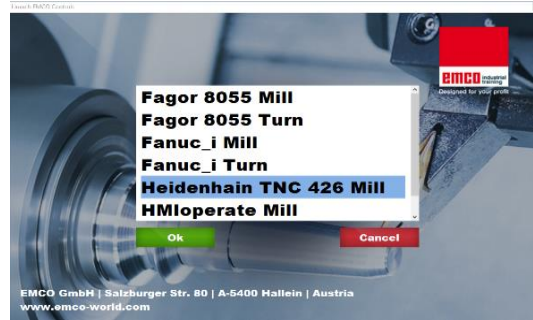 Launch EMCO Controls
emco industrial
training
Designed for your profit
Fagor 8055 Mill
Fagor 8055 Turn
Fanuc_i Mill
Fanuc_i Turn
Heidenhain TNC 426 Mill
HMIoperate Mill
Ok
Cancel
EMCO GmbH | Salzburger Str. 80 | A-5400 Hallein | Austria
www.emco-world.com